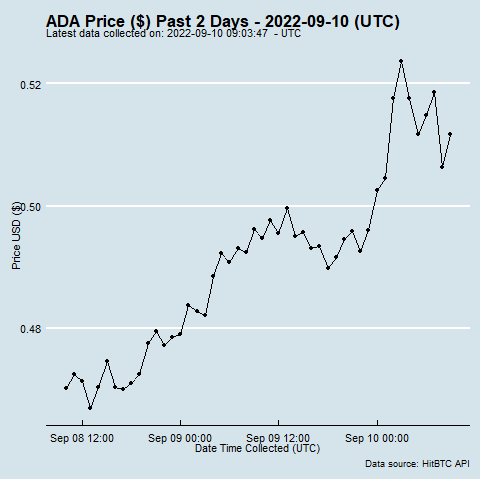 ADA Price ($) Past 2 Days - 2022-09-10 (UTC)
Latest data collected on: 2022-09-10 09:03:47 - UTC
0.52
0.50
0.48
Price USD ($)
Sep 08 12:00 Sep 09 00:00 Sep 09 12:00 Sep 10 00:00
Date Time Collected (UTC)
Data source: HitBTC API